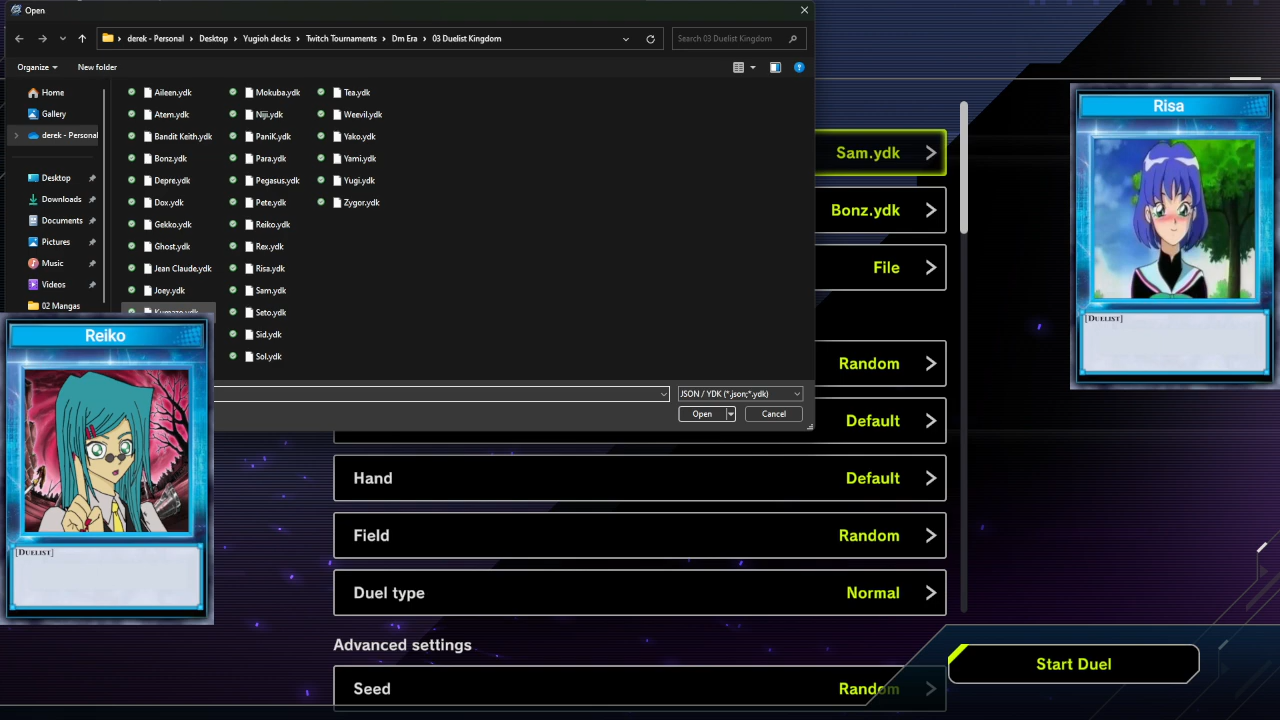 Open
derek - Personal > Desktop > Yugioh decks > Twitch Tournaments > Dm Era > 03 Duelist Kingdom
Search 03 Duelist Kingdom
Organize
New folder
Home
Gallery
derek - Personal
Desktop
Downloads
Documents
Pictures
Music
Videos
02 Mangas
Aileen.ydk
Atem.ydk
Bandit Keith.ydk
Bonz.ydk
Depre.ydk
Dox.ydk
Gekko.ydk
Ghost.ydk
Jean Claude.ydk
Joey.ydk
Kumazo.ydk
Mokuba.ydk
Niji.ydk
Panik.ydk
Para.ydk
Pegasus.ydk
Pete.ydk
Reiko.ydk
Rex.ydk
Risa.ydk
Sam.ydk
Seto.ydk
Sid.ydk
Sol.ydk
Tea.ydk
Weevil.ydk
Yako.ydk
Yami.ydk
Yugi.ydk
Zygor.ydk
JSON / YDK (*.json;*.ydk)
Open
Cancel
Sam.ydk
Bonz.ydk
File
Random
Default
Hand Default
Field Random
Duel type Normal
Advanced settings
Seed Random
Start Duel
Reiko
[Duelist]
Risa
[Duelist]